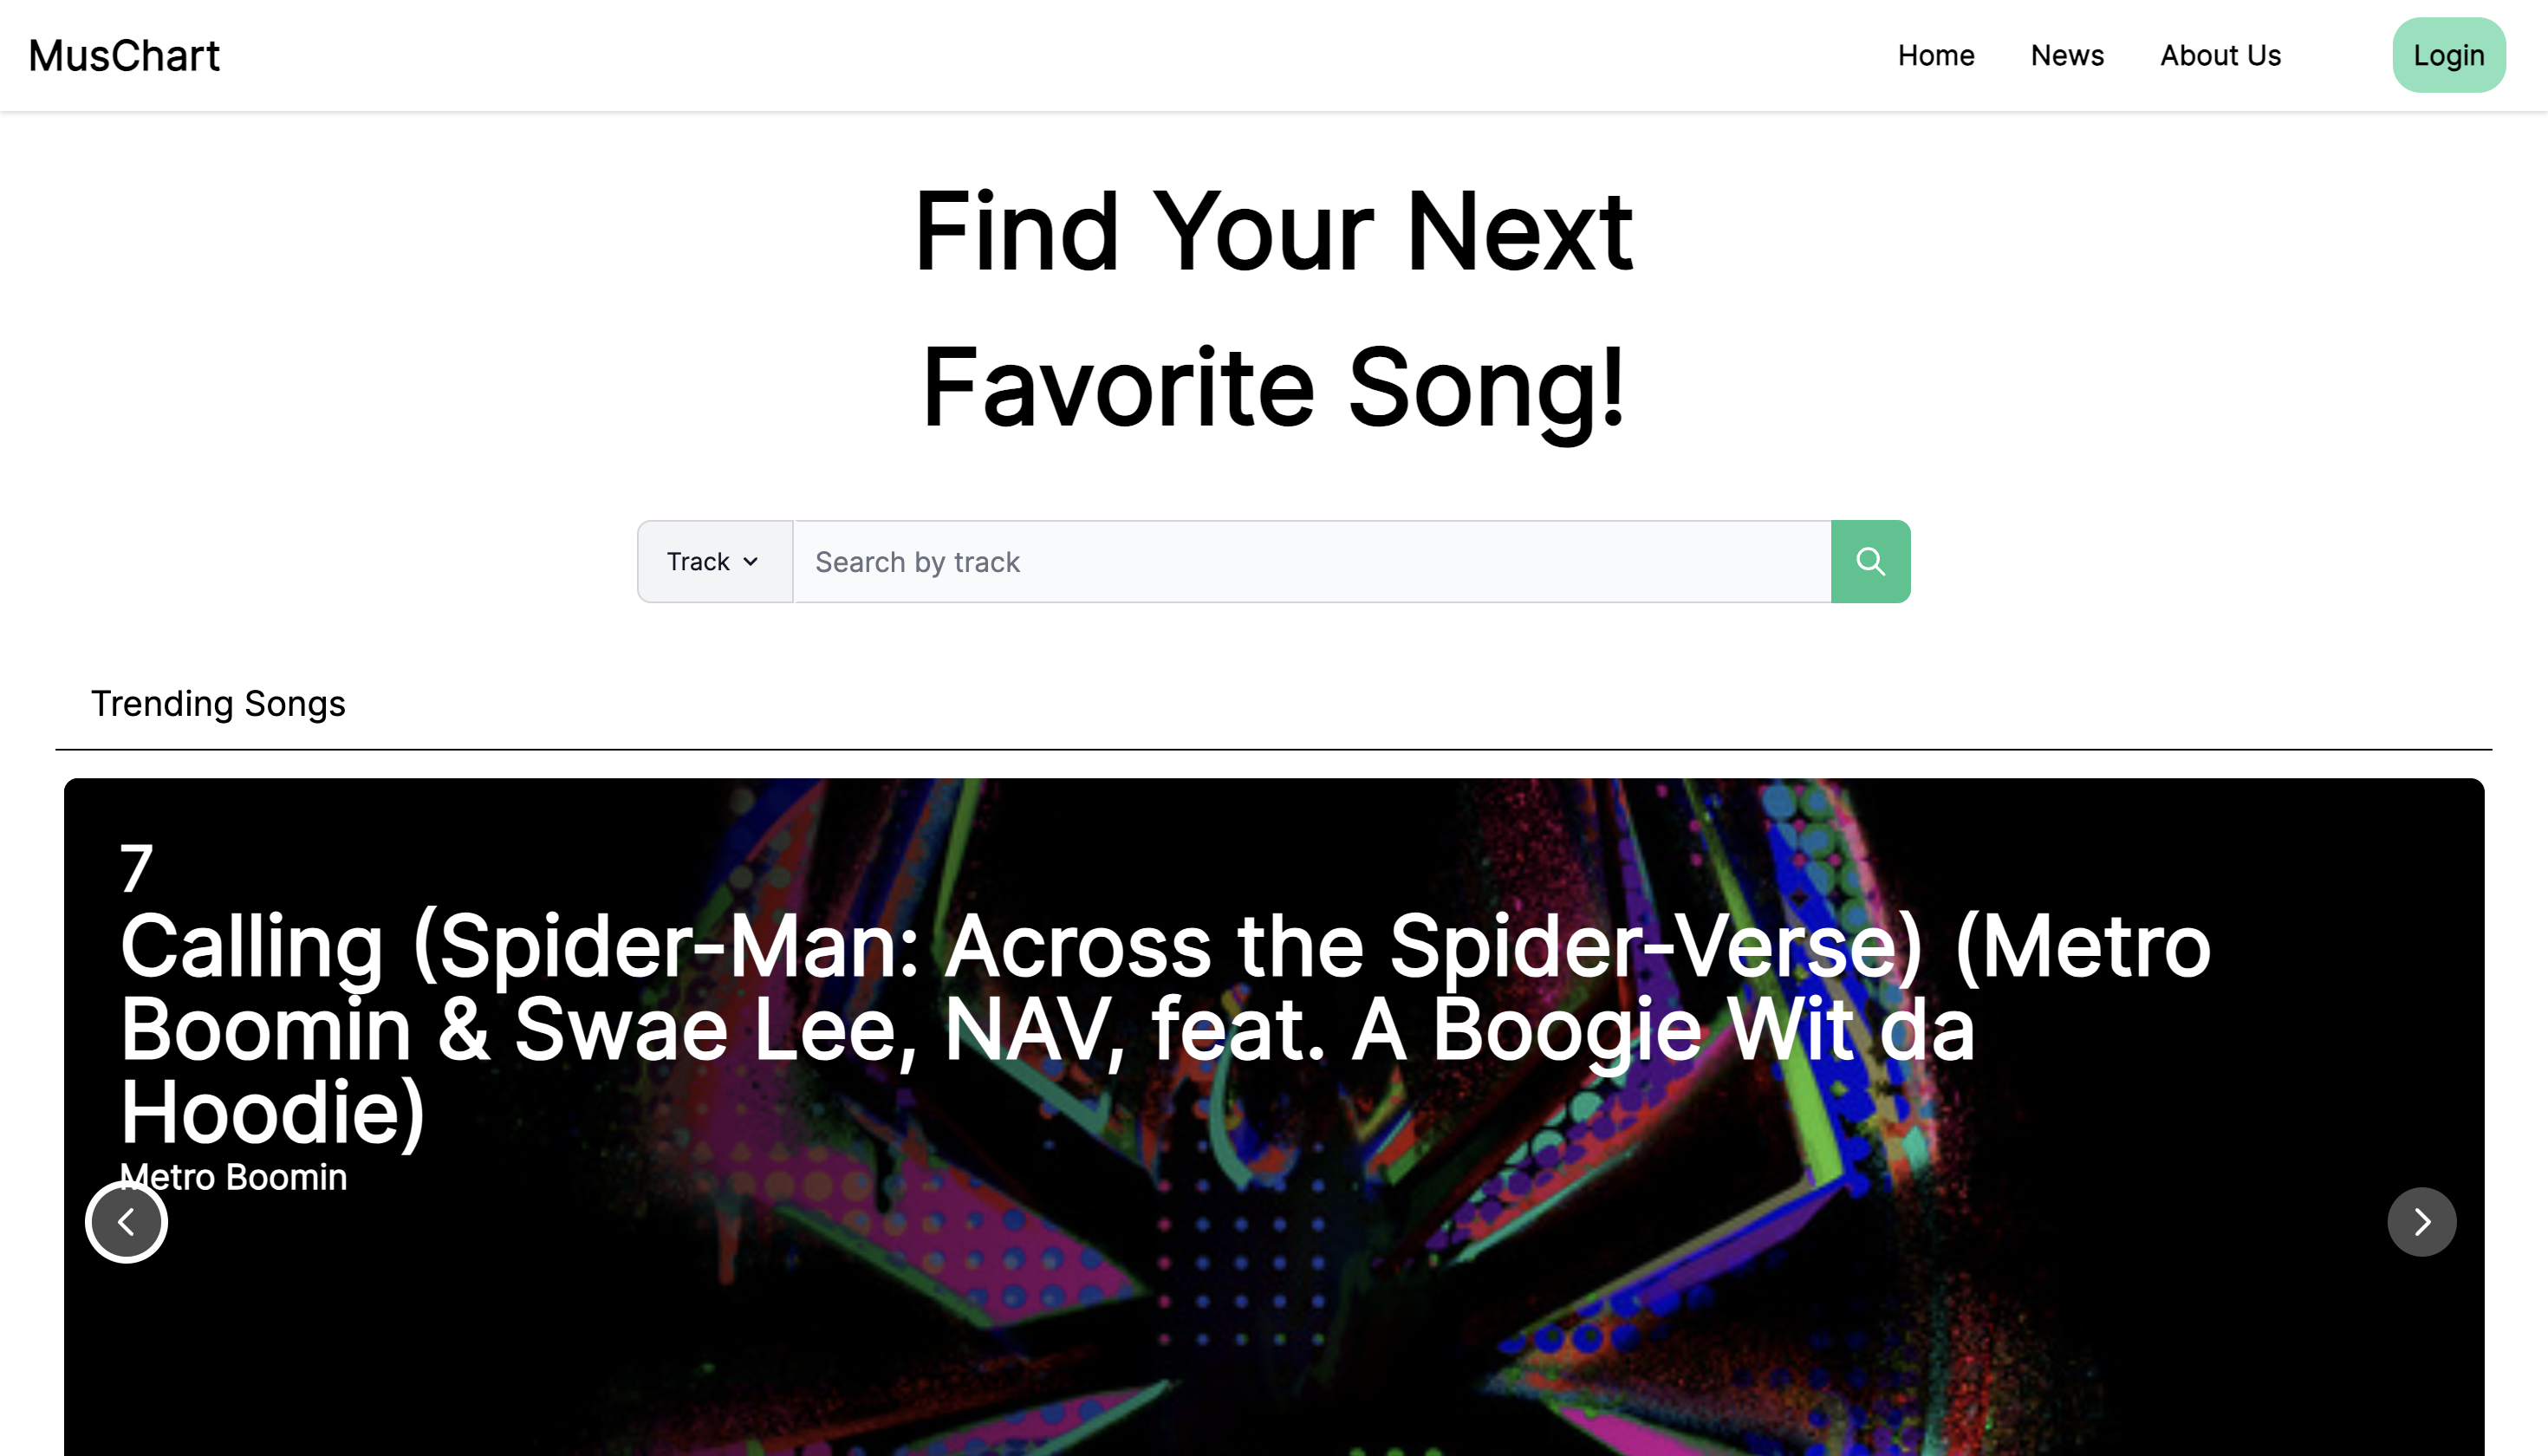 MusChart
Home
News
About Us
Login
Find Your Next
Favorite Song!
Track
Search by track
Trending Songs
7
Calling (Spider-Man: Across the Spider-Verse) (Metro
Boomin & Swae Lee, NAV, feat. A Boogie Wit da
Hoodie)
Metro Boomin